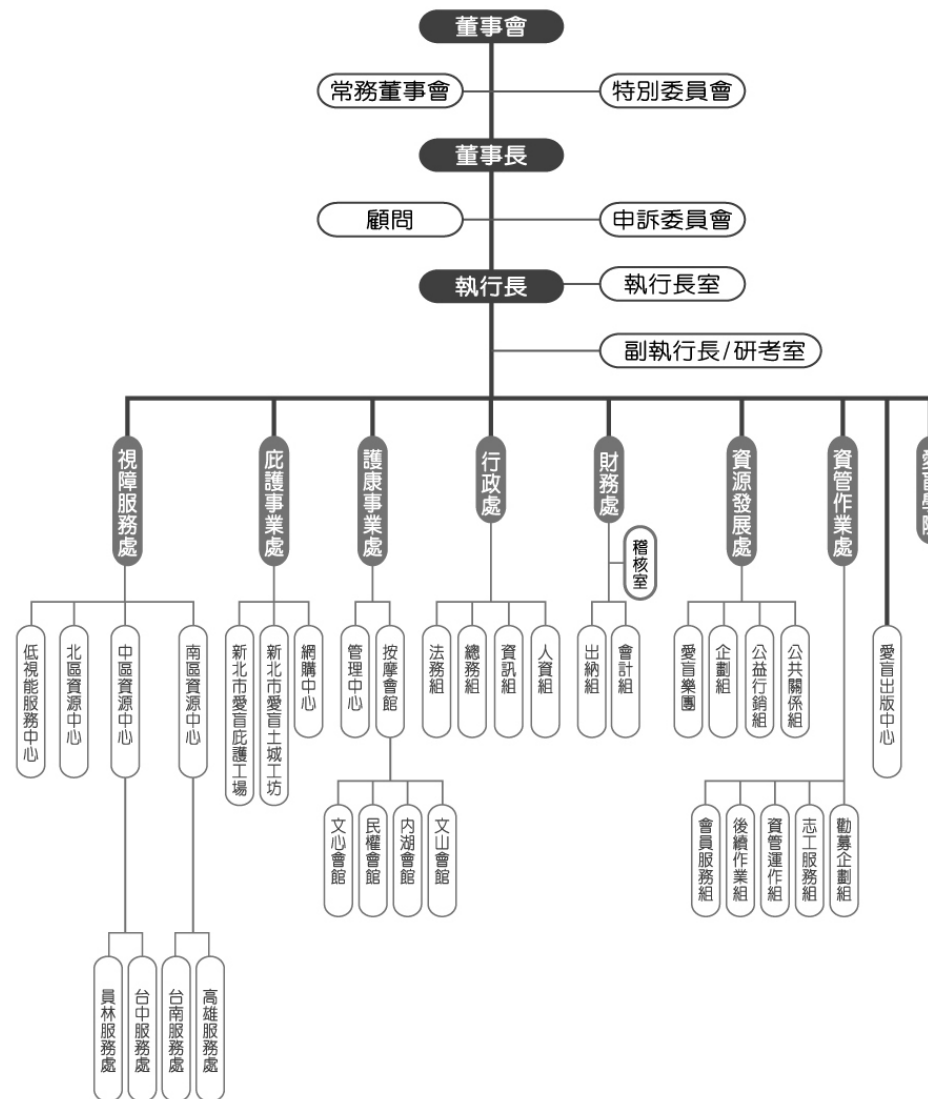 董事會
常務董事會
特別委員會
董事長
顧問
申訴委員會
執行長
執行長室
副執行長/研考室
視障服務處
庇護事業處
護康事業處
行政處
財務處
資源發展處
資管作業處
稽核室
低視能服務中心
北區資源中心
中區資源中心
南區資源中心
新北市愛盲庇護工場
新北市愛盲土城工坊
網購中心
管理中心
按摩會館
法務組
總務組
資訊組
人資組
出納組
會計組
愛盲樂團
企劃組
公益行銷組
公共關係組
愛盲出版中心
文心會館
民權會館
內湖會館
文山會館
會員服務組
後續作業組
資管運作組
志工服務組
勸募企劃組
員林服務處
台中服務處
台南服務處
高雄服務處